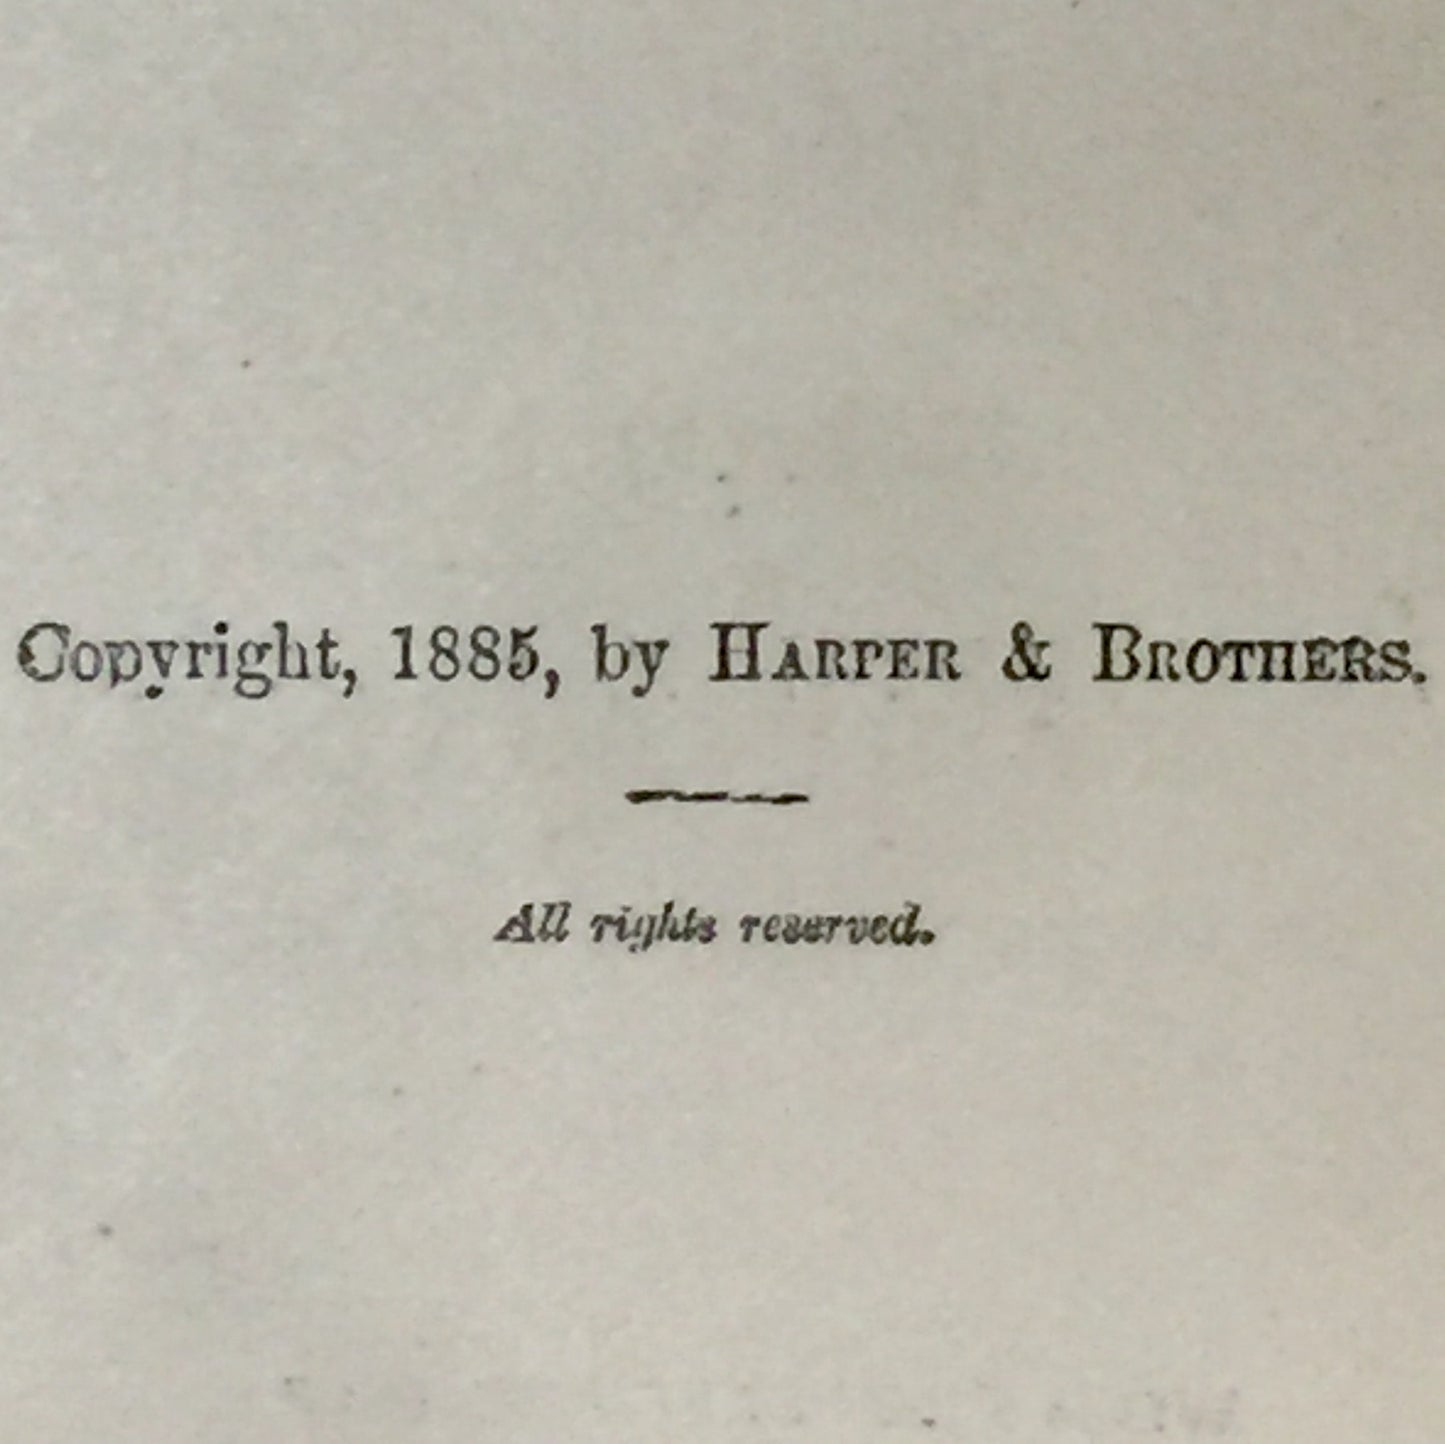 Copyright, 1885, by HARPER & BROTHERS.
All rights reserved.